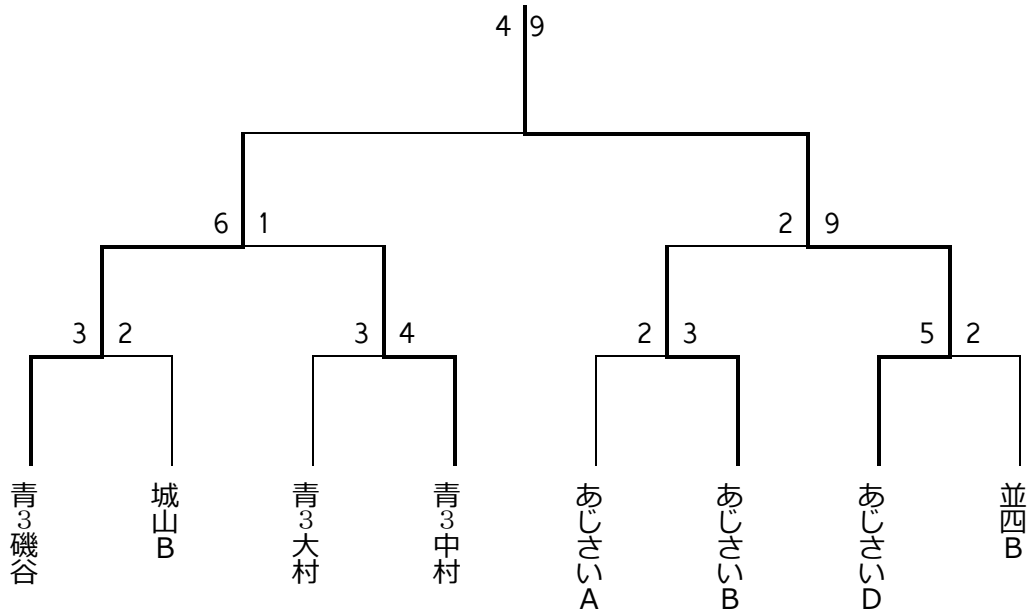 4 9
6 1
2 9
3 2
3 4
2 3
5 2
青3磯谷
城山B
青3大村
青3中村
あじさいA
あじさいB
あじさいD
並四B